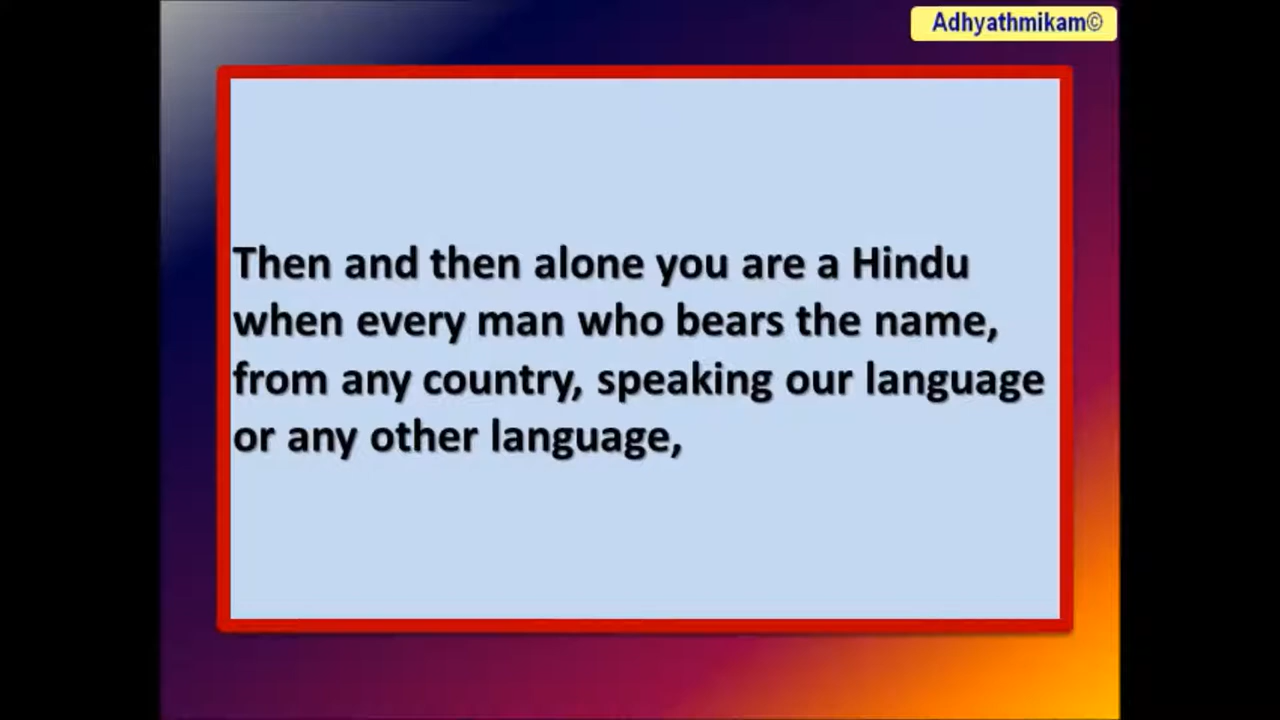 Adhyathmikam©
Then and then alone you are a Hindu
when every man who bears the name,
from any country, speaking our language
or any other language,